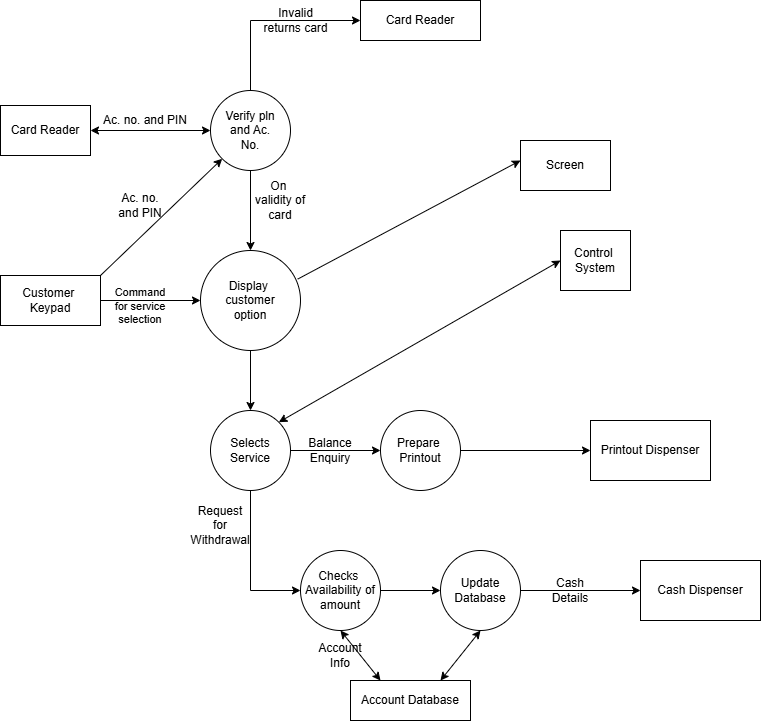 Invalid
returns card
Card Reader
Card Reader
Ac. no. and PIN
Verify pIn
and Ac.
No.
Ac. no.
and PIN
On
validity of
card
Screen
Control
System
Customer
Keypad
Command
for service
selection
Display
customer
option
Selects
Service
Balance
Enquiry
Prepare
Printout
Printout Dispenser
Request
for
Withdrawal
Checks
Availability of
amount
Update
Database
Cash
Details
Cash Dispenser
Account
Info
Account Database